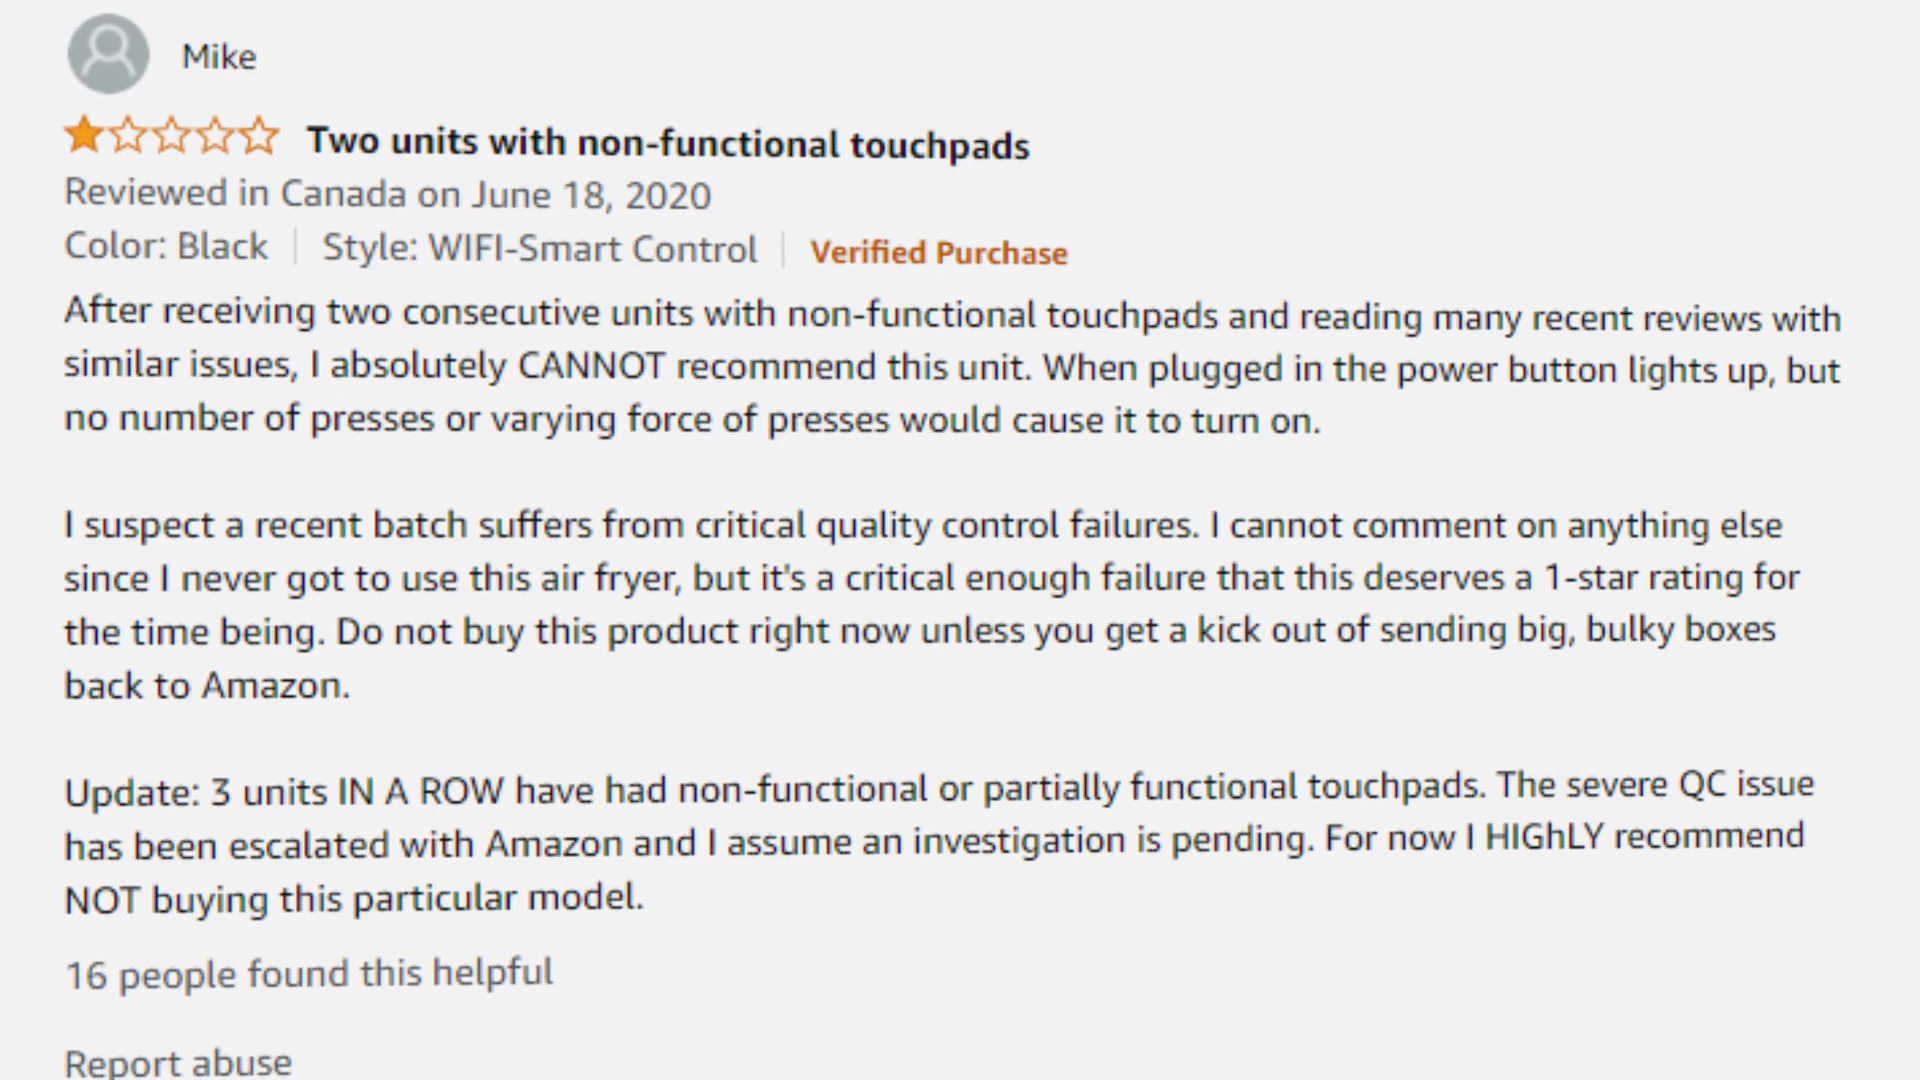 Mike
Two units with non-functional touchpads
Reviewed in Canada on June 18, 2020
Color: Black | Style: WIFI-Smart Control | Verified Purchase
After receiving two consecutive units with non-functional touchpads and reading many recent reviews with
similar issues, I absolutely CANNOT recommend this unit. When plugged in the power button lights up, but
no number of presses or varying force of presses would cause it to turn on.
I suspect a recent batch suffers from critical quality control failures. I cannot comment on anything else
since I never got to use this air fryer, but it's a critical enough failure that this deserves a 1-star rating for
the time being. Do not buy this product right now unless you get a kick out of sending big, bulky boxes
back to Amazon.
Update: 3 units IN A ROW have had non-functional or partially functional touchpads. The severe QC issue
has been escalated with Amazon and I assume an investigation is pending. For now I HIGhLY recommend
NOT buying this particular model.
16 people found this helpful
Report abuse